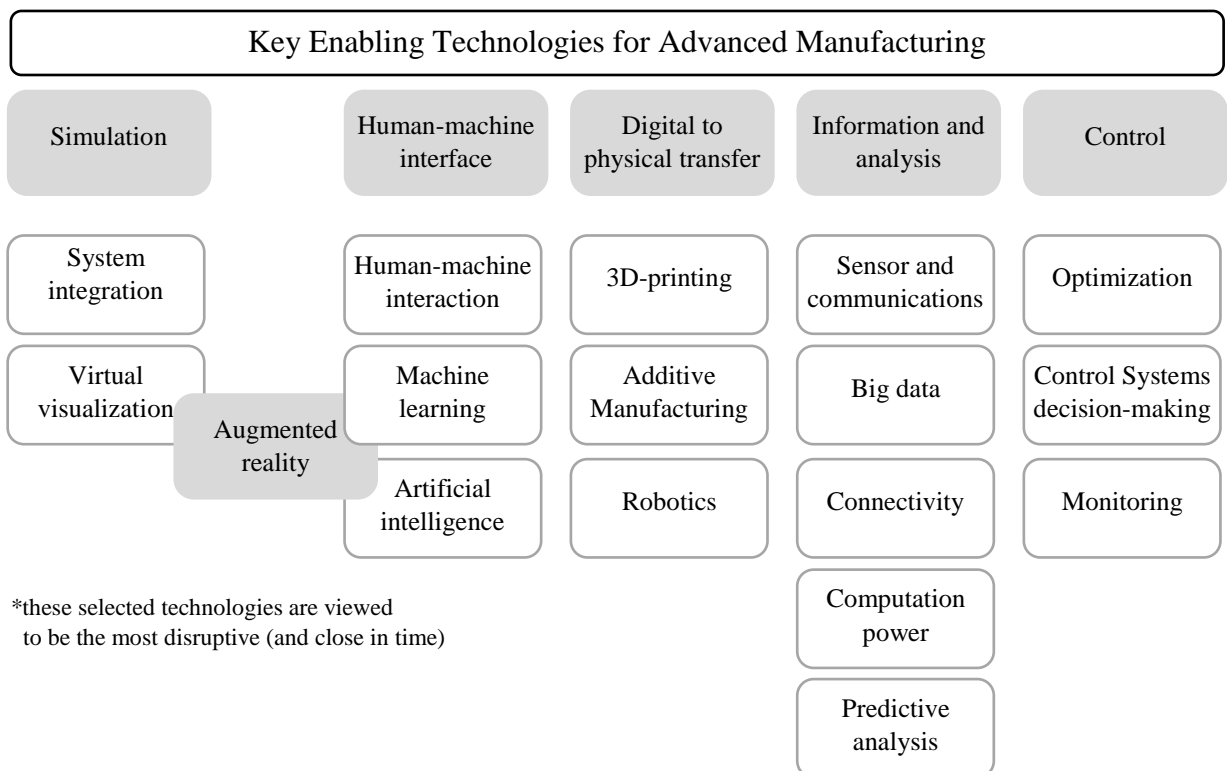 Key Enabling Technologies for Advanced Manufacturing
Simulation
Human-machine
interface
Digital to
physical transfer
Information and
analysis
Control
System
integration
Human-machine
interaction
3D-printing
Sensor and
communications
Optimization
Virtual
visualization
Augmented
reality
Machine
learning
Additive
Manufacturing
Big data
Control Systems
decision-making
Artificial
intelligence
Robotics
Connectivity
Monitoring
*these selected technologies are viewed
to be the most disruptive (and close in time)
Computation
power
Predictive
analysis